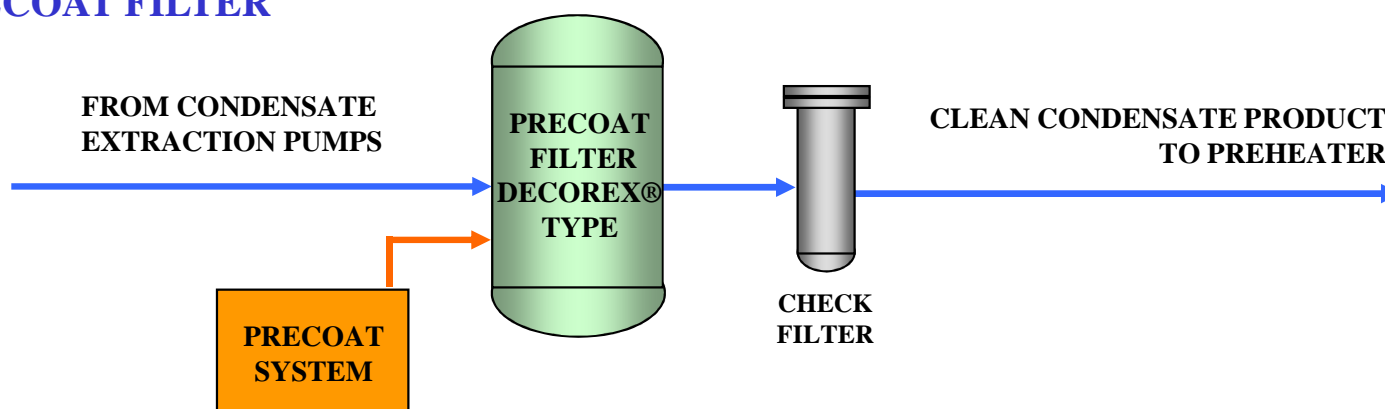 COAT FILTER
FROM CONDENSATE
EXTRACTION PUMPS
PRECOAT
FILTER
DECOREX®
TYPE
CLEAN CONDENSATE PRODUCT
TO PREHEATER
CHECK
FILTER
PRECOAT
SYSTEM